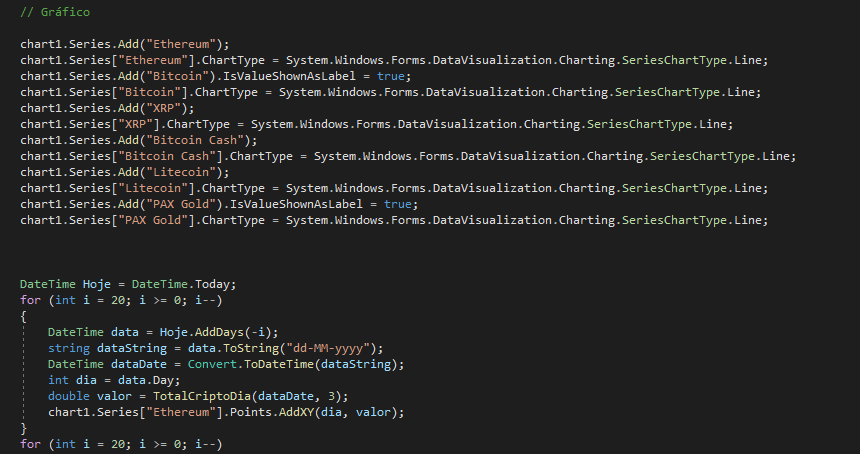 // Gráfico
chart1.Series.Add("Ethereum");
chart1.Series["Ethereum"].ChartType = System.Windows.Forms.DataVisualization.Charting.SeriesChartType.Line;
chart1.Series.Add("Bitcoin").IsValueShownAsLabel = true;
chart1.Series["Bitcoin"].ChartType = System.Windows.Forms.DataVisualization.Charting.SeriesChartType.Line;
chart1.Series.Add("XRP");
chart1.Series["XRP"].ChartType = System.Windows.Forms.DataVisualization.Charting.SeriesChartType.Line;
chart1.Series.Add("Bitcoin Cash");
chart1.Series["Bitcoin Cash"].ChartType = System.Windows.Forms.DataVisualization.Charting.SeriesChartType.Line;
chart1.Series.Add("Litecoin");
chart1.Series["Litecoin"].ChartType = System.Windows.Forms.DataVisualization.Charting.SeriesChartType.Line;
chart1.Series.Add("PAX Gold").IsValueShownAsLabel = true;
chart1.Series["PAX Gold"].ChartType = System.Windows.Forms.DataVisualization.Charting.SeriesChartType.Line;
DateTime Hoje = DateTime.Today;
for (int i = 20; i >= 0; i--)
{
DateTime data = Hoje.AddDays(-i);
string dataString = data.ToString("dd-MM-yyyy");
DateTime dataDate = Convert.ToDateTime(dataString);
int dia = data.Day;
double valor = TotalCriptoDia(dataDate, 3);
chart1.Series["Ethereum"].Points.AddXY(dia, valor);
}
for (int i = 20; i >= 0; i--)